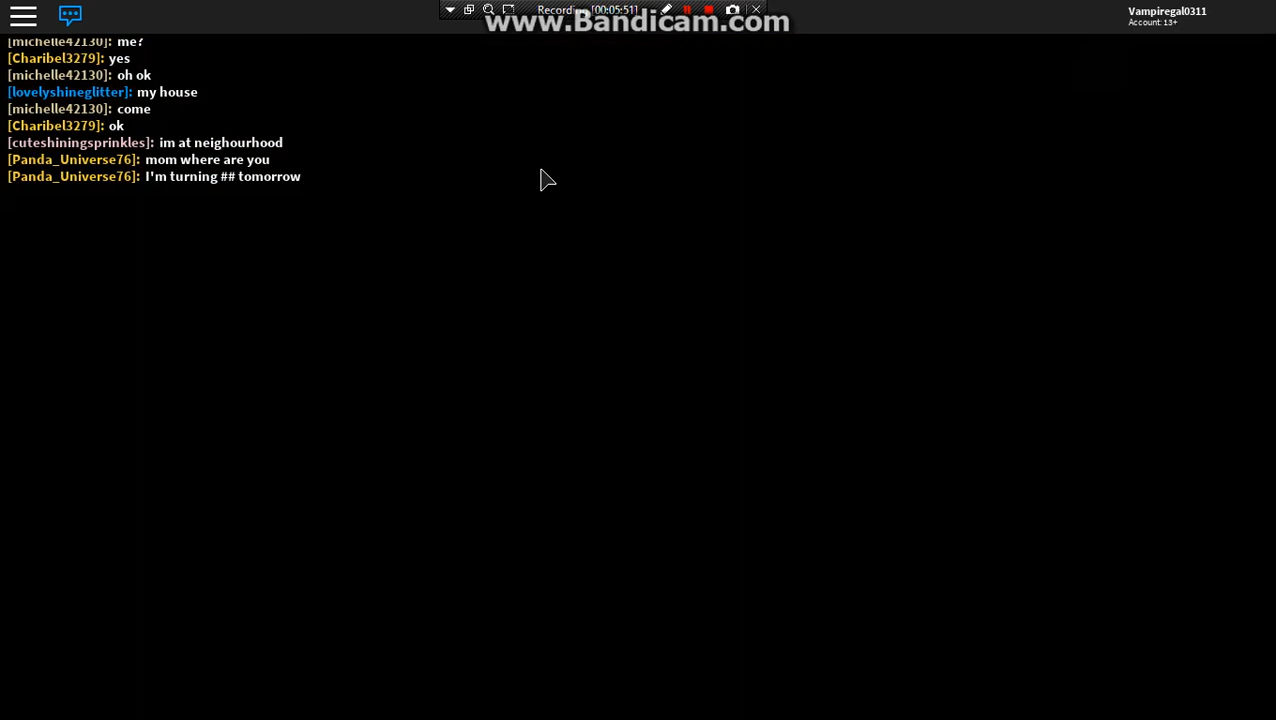 Recording [00:05:51]
www.Bandicam.com
Vampiregal0311
Account: 13+
[michelle42130]: me?
[Charibel3279]: yes
[michelle42130]: oh ok
[lovelyshineglitter]: my house
[michelle42130]: come
[Charibel3279]: ok
[cuteshiningsprinkles]: im at neighourhood
[Panda_Universe76]: mom where are you
[Panda_Universe76]: I'm turning ## tomorrow